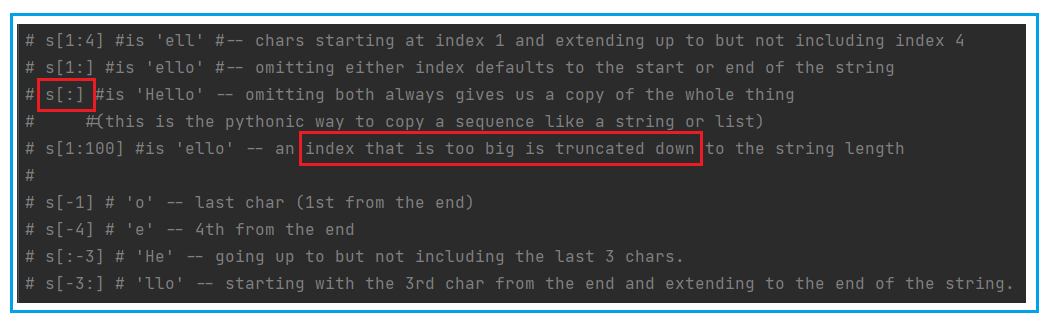 # s[1:4] #is 'ell' #-- chars starting at index 1 and extending up to but not including index 4
# s[1:] #is 'ello' #-- omitting either index defaults to the start or end of the string
# s[:] #is 'Hello' -- omitting both always gives us a copy of the whole thing
#     #(this is the pythonic way to copy a sequence like a string or list)
# s[1:100] #is 'ello' -- an index that is too big is truncated down to the string length
#
# s[-1] # 'o' -- last char (1st from the end)
# s[-4] # 'e' -- 4th from the end
# s[:-3] # 'He' -- going up to but not including the last 3 chars.
# s[-3:] # 'llo' -- starting with the 3rd char from the end and extending to the end of the string.